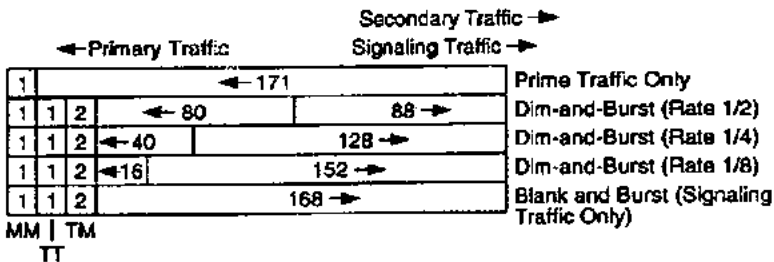 Secondary Traffic
Primary Traffic Signaling Traffic
1 171 Prime Traffic Only
1 1 2 80 88 Dim-and-Burst (Rate 1/2)
1 1 2 40 128 Dim-and-Burst (Rate 1/4)
1 1 2 16 152 Dim-and-Burst (Rate 1/8)
1 1 2 168 Blank and Burst (Signaling
Traffic Only)
MM TM
TT